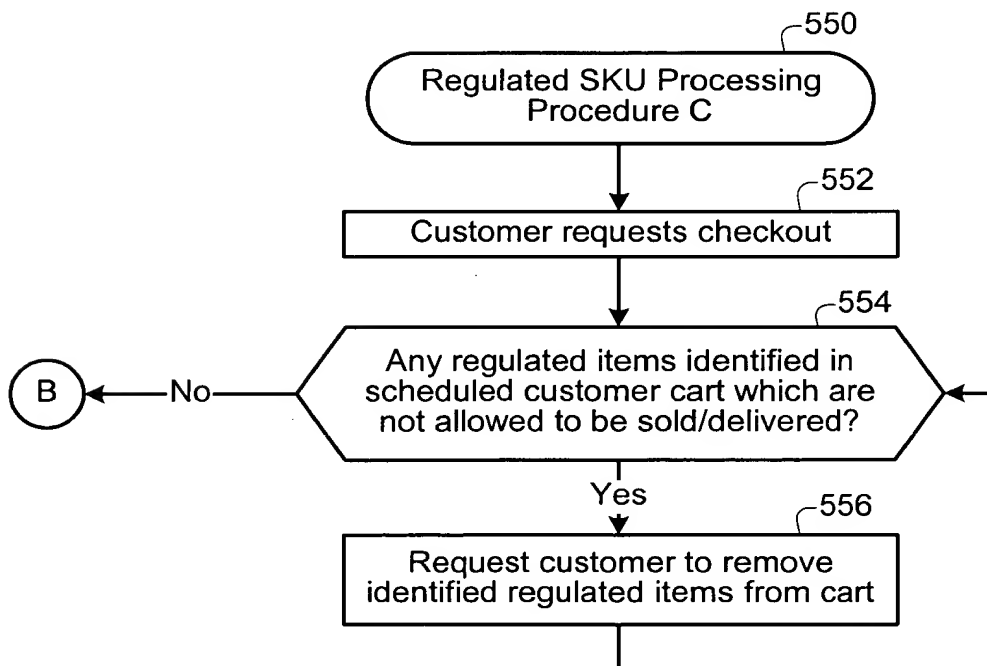 550
Regulated SKU Processing
Procedure C
552
Customer requests checkout
554
Any regulated items identified in
scheduled customer cart which are
not allowed to be sold/delivered?
B
No
Yes
556
Request customer to remove
identified regulated items from cart